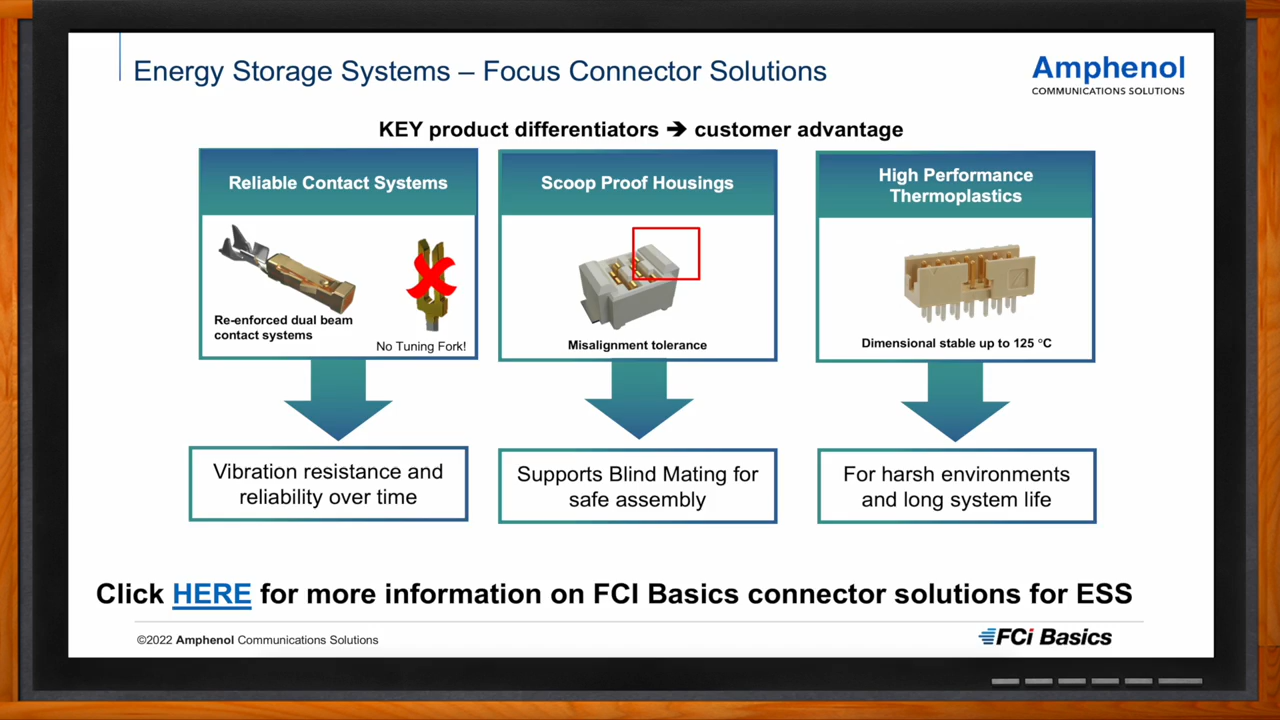 Energy Storage Systems – Focus Connector Solutions
Amphenol
COMMUNICATIONS SOLUTIONS
KEY product differentiators ➔ customer advantage
Reliable Contact Systems
Re-enforced dual beam
contact systems
No Tuning Fork!
Scoop Proof Housings
Misalignment tolerance
High Performance
Thermoplastics
Dimensional stable up to 125 °C
Vibration resistance and
reliability over time
Supports Blind Mating for
safe assembly
For harsh environments
and long system life
Click HERE for more information on FCI Basics connector solutions for ESS
©2022 Amphenol Communications Solutions
FCi Basics